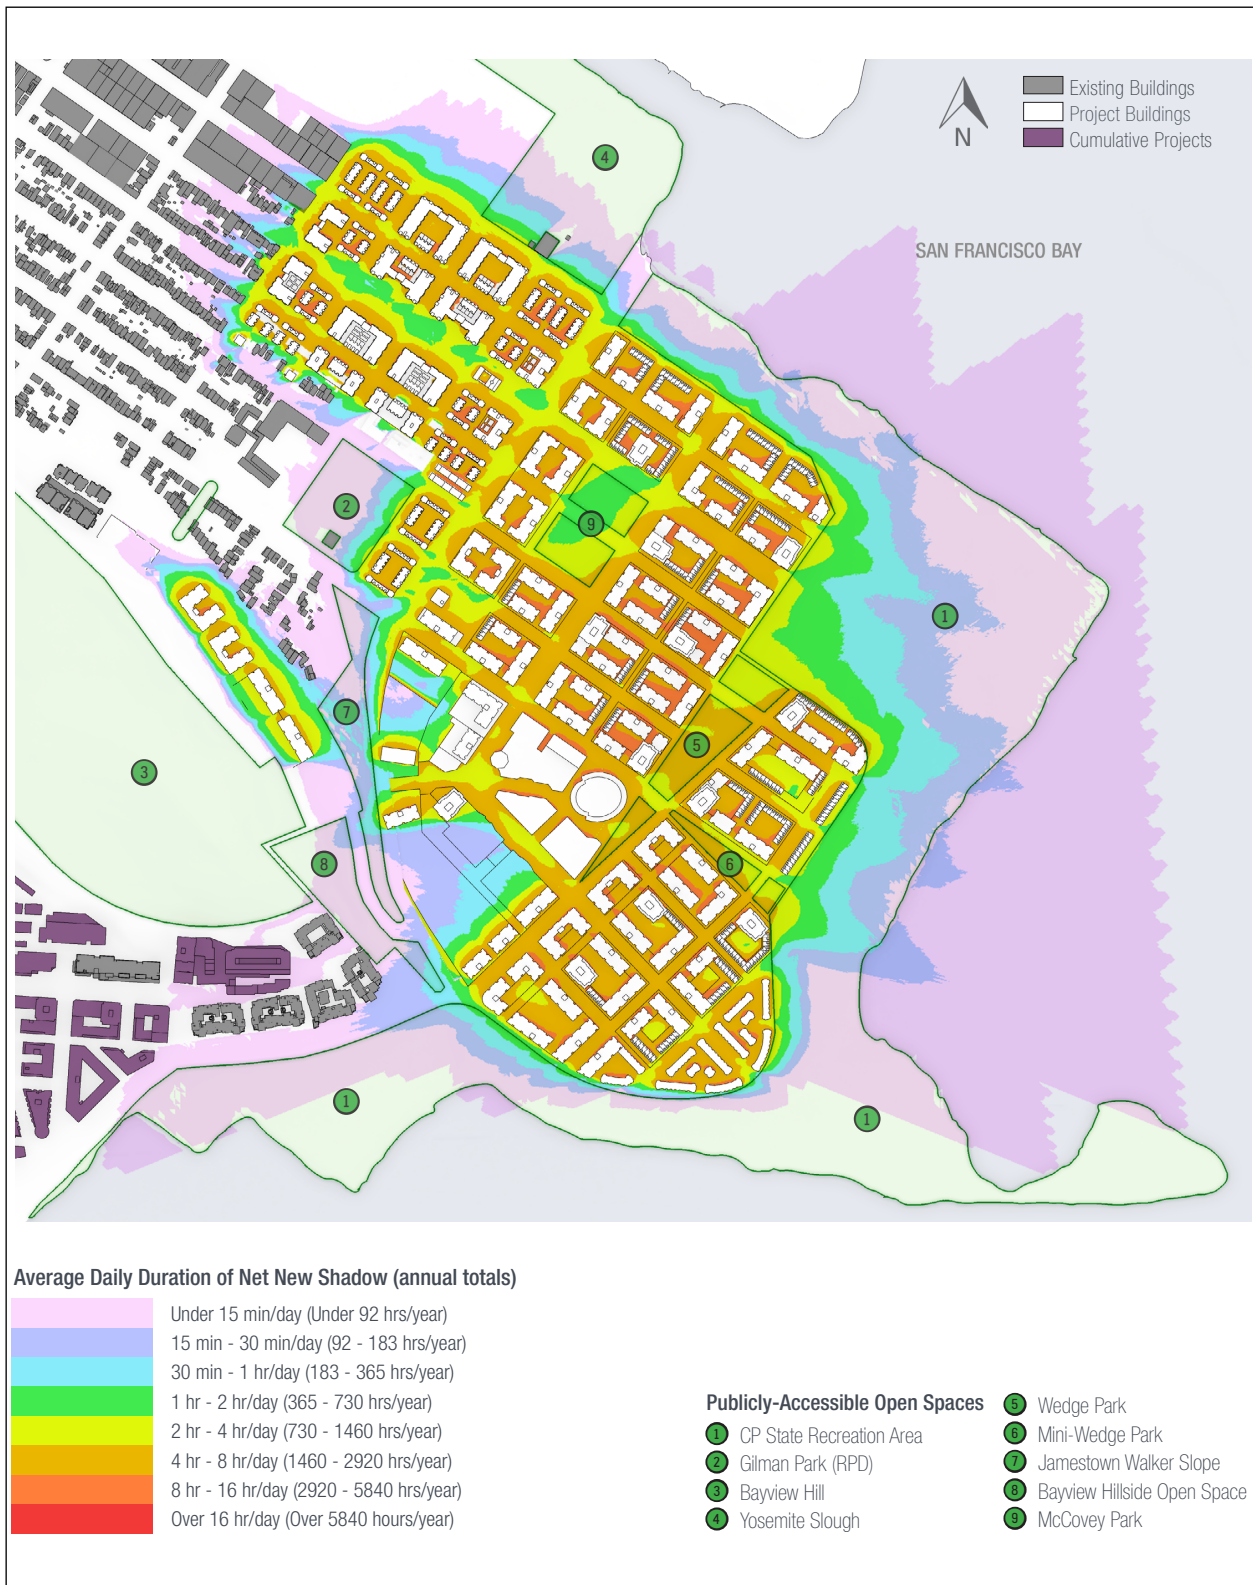 Existing Buildings
Project Buildings
Cumulative Projects
N
4
SAN FRANCISCO BAY
2
9
1
7
5
3
8
6
1
1
Average Daily Duration of Net New Shadow (annual totals)
Under 15 min/day (Under 92 hrs/year)
15 min - 30 min/day (92 - 183 hrs/year)
30 min - 1 hr/day (183 - 365 hrs/year)
1 hr - 2 hr/day (365 - 730 hrs/year)
2 hr - 4 hr/day (730 - 1460 hrs/year)
4 hr - 8 hr/day (1460 - 2920 hrs/year)
8 hr - 16 hr/day (2920 - 5840 hrs/year)
Over 16 hr/day (Over 5840 hours/year)
Publicly-Accessible Open Spaces
1 CP State Recreation Area
2 Gilman Park (RPD)
3 Bayview Hill
4 Yosemite Slough
5 Wedge Park
6 Mini-Wedge Park
7 Jamestown Walker Slope
8 Bayview Hillside Open Space
9 McCovey Park